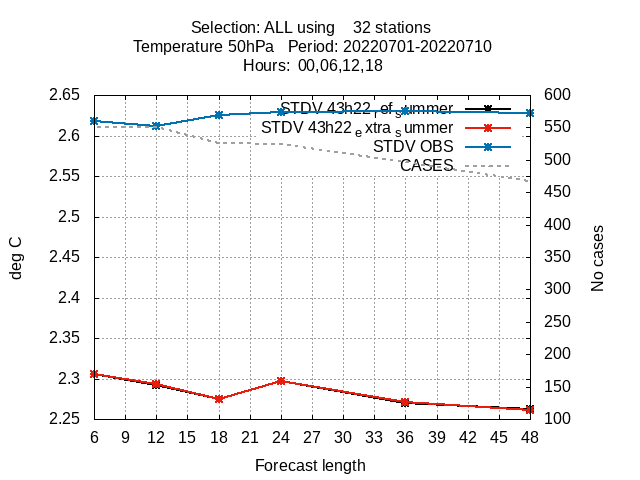 Selection: ALL using    32 stations
Temperature 50hPa   Period: 20220701-20220710
Hours: 00,06,12,18
STDV 43h22ref_summer
STDV 43h22extra_summer
STDV OBS
CASES
2.65
2.6
2.55
2.5
2.45
2.4
2.35
2.3
2.25
600
550
500
450
400
350
300
250
200
150
100
deg C
No cases
6 9 12 15 18 21 24 27 30 33 36 39 42 45 48
Forecast length